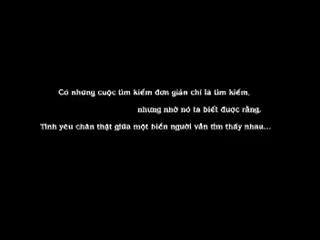 Có những cuộc tìm kiếm đơn giản chỉ là tìm kiếm,
nhưng nhờ nó ta biết được rằng,
Tình yêu chân thật giữa một biển người vẫn tìm thấy nhau...